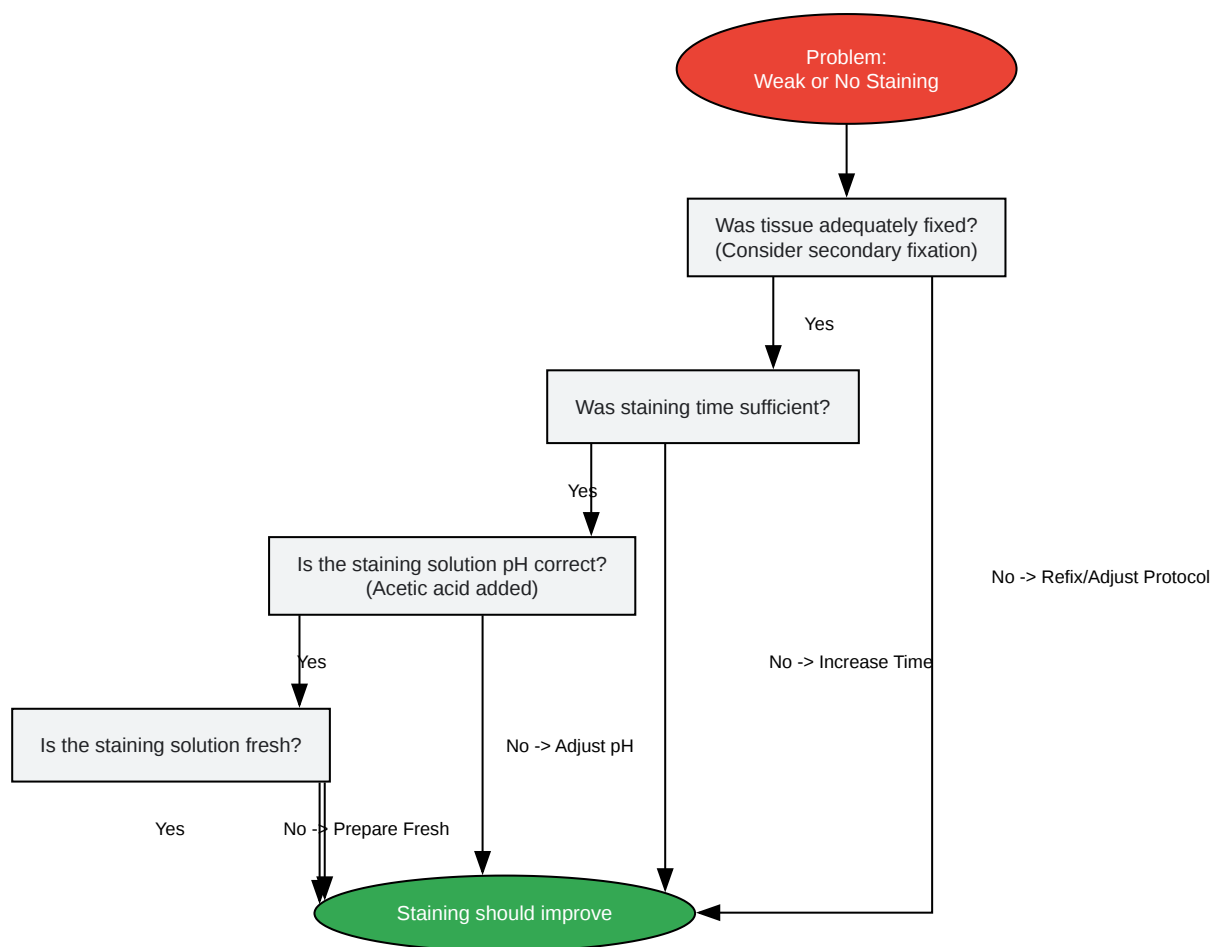 Problem:
Weak or No Staining
Was tissue adequately fixed?
(Consider secondary fixation)
Yes
Was staining time sufficient?
Yes
Is the staining solution pH correct?
(Acetic acid added)
No -> Refix/Adjust Protocol
Yes
No -> Increase Time
Is the staining solution fresh?
No -> Adjust pH
Yes
No -> Prepare Fresh
Staining should improve